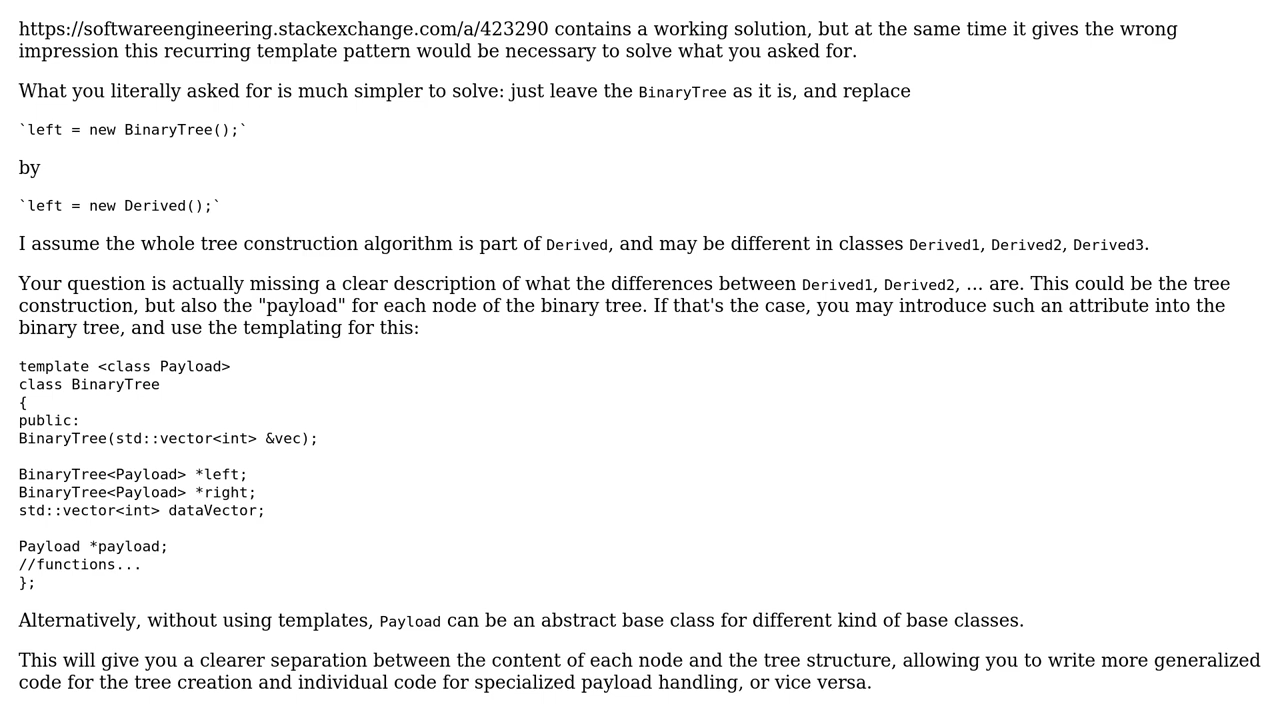 https://softwareengineering.stackexchange.com/a/423290 contains a working solution, but at the same time it gives the wrong
impression this recurring template pattern would be necessary to solve what you asked for.
What you literally asked for is much simpler to solve: just leave the BinaryTree as it is, and replace
`left = new BinaryTree();`
by
`left = new Derived();`
I assume the whole tree construction algorithm is part of Derived, and may be different in classes Derived1, Derived2, Derived3.
Your question is actually missing a clear description of what the differences between Derived1, Derived2, ... are. This could be the tree
construction, but also the "payload" for each node of the binary tree. If that's the case, you may introduce such an attribute into the
binary tree, and use the templating for this:
template <class Payload>
class BinaryTree
{
public:
BinaryTree(std::vector<int> &vec);
BinaryTree<Payload> *left;
BinaryTree<Payload> *right;
std::vector<int> dataVector;
Payload *payload;
//functions...
};
Alternatively, without using templates, Payload can be an abstract base class for different kind of base classes.
This will give you a clearer separation between the content of each node and the tree structure, allowing you to write more generalized
code for the tree creation and individual code for specialized payload handling, or vice versa.